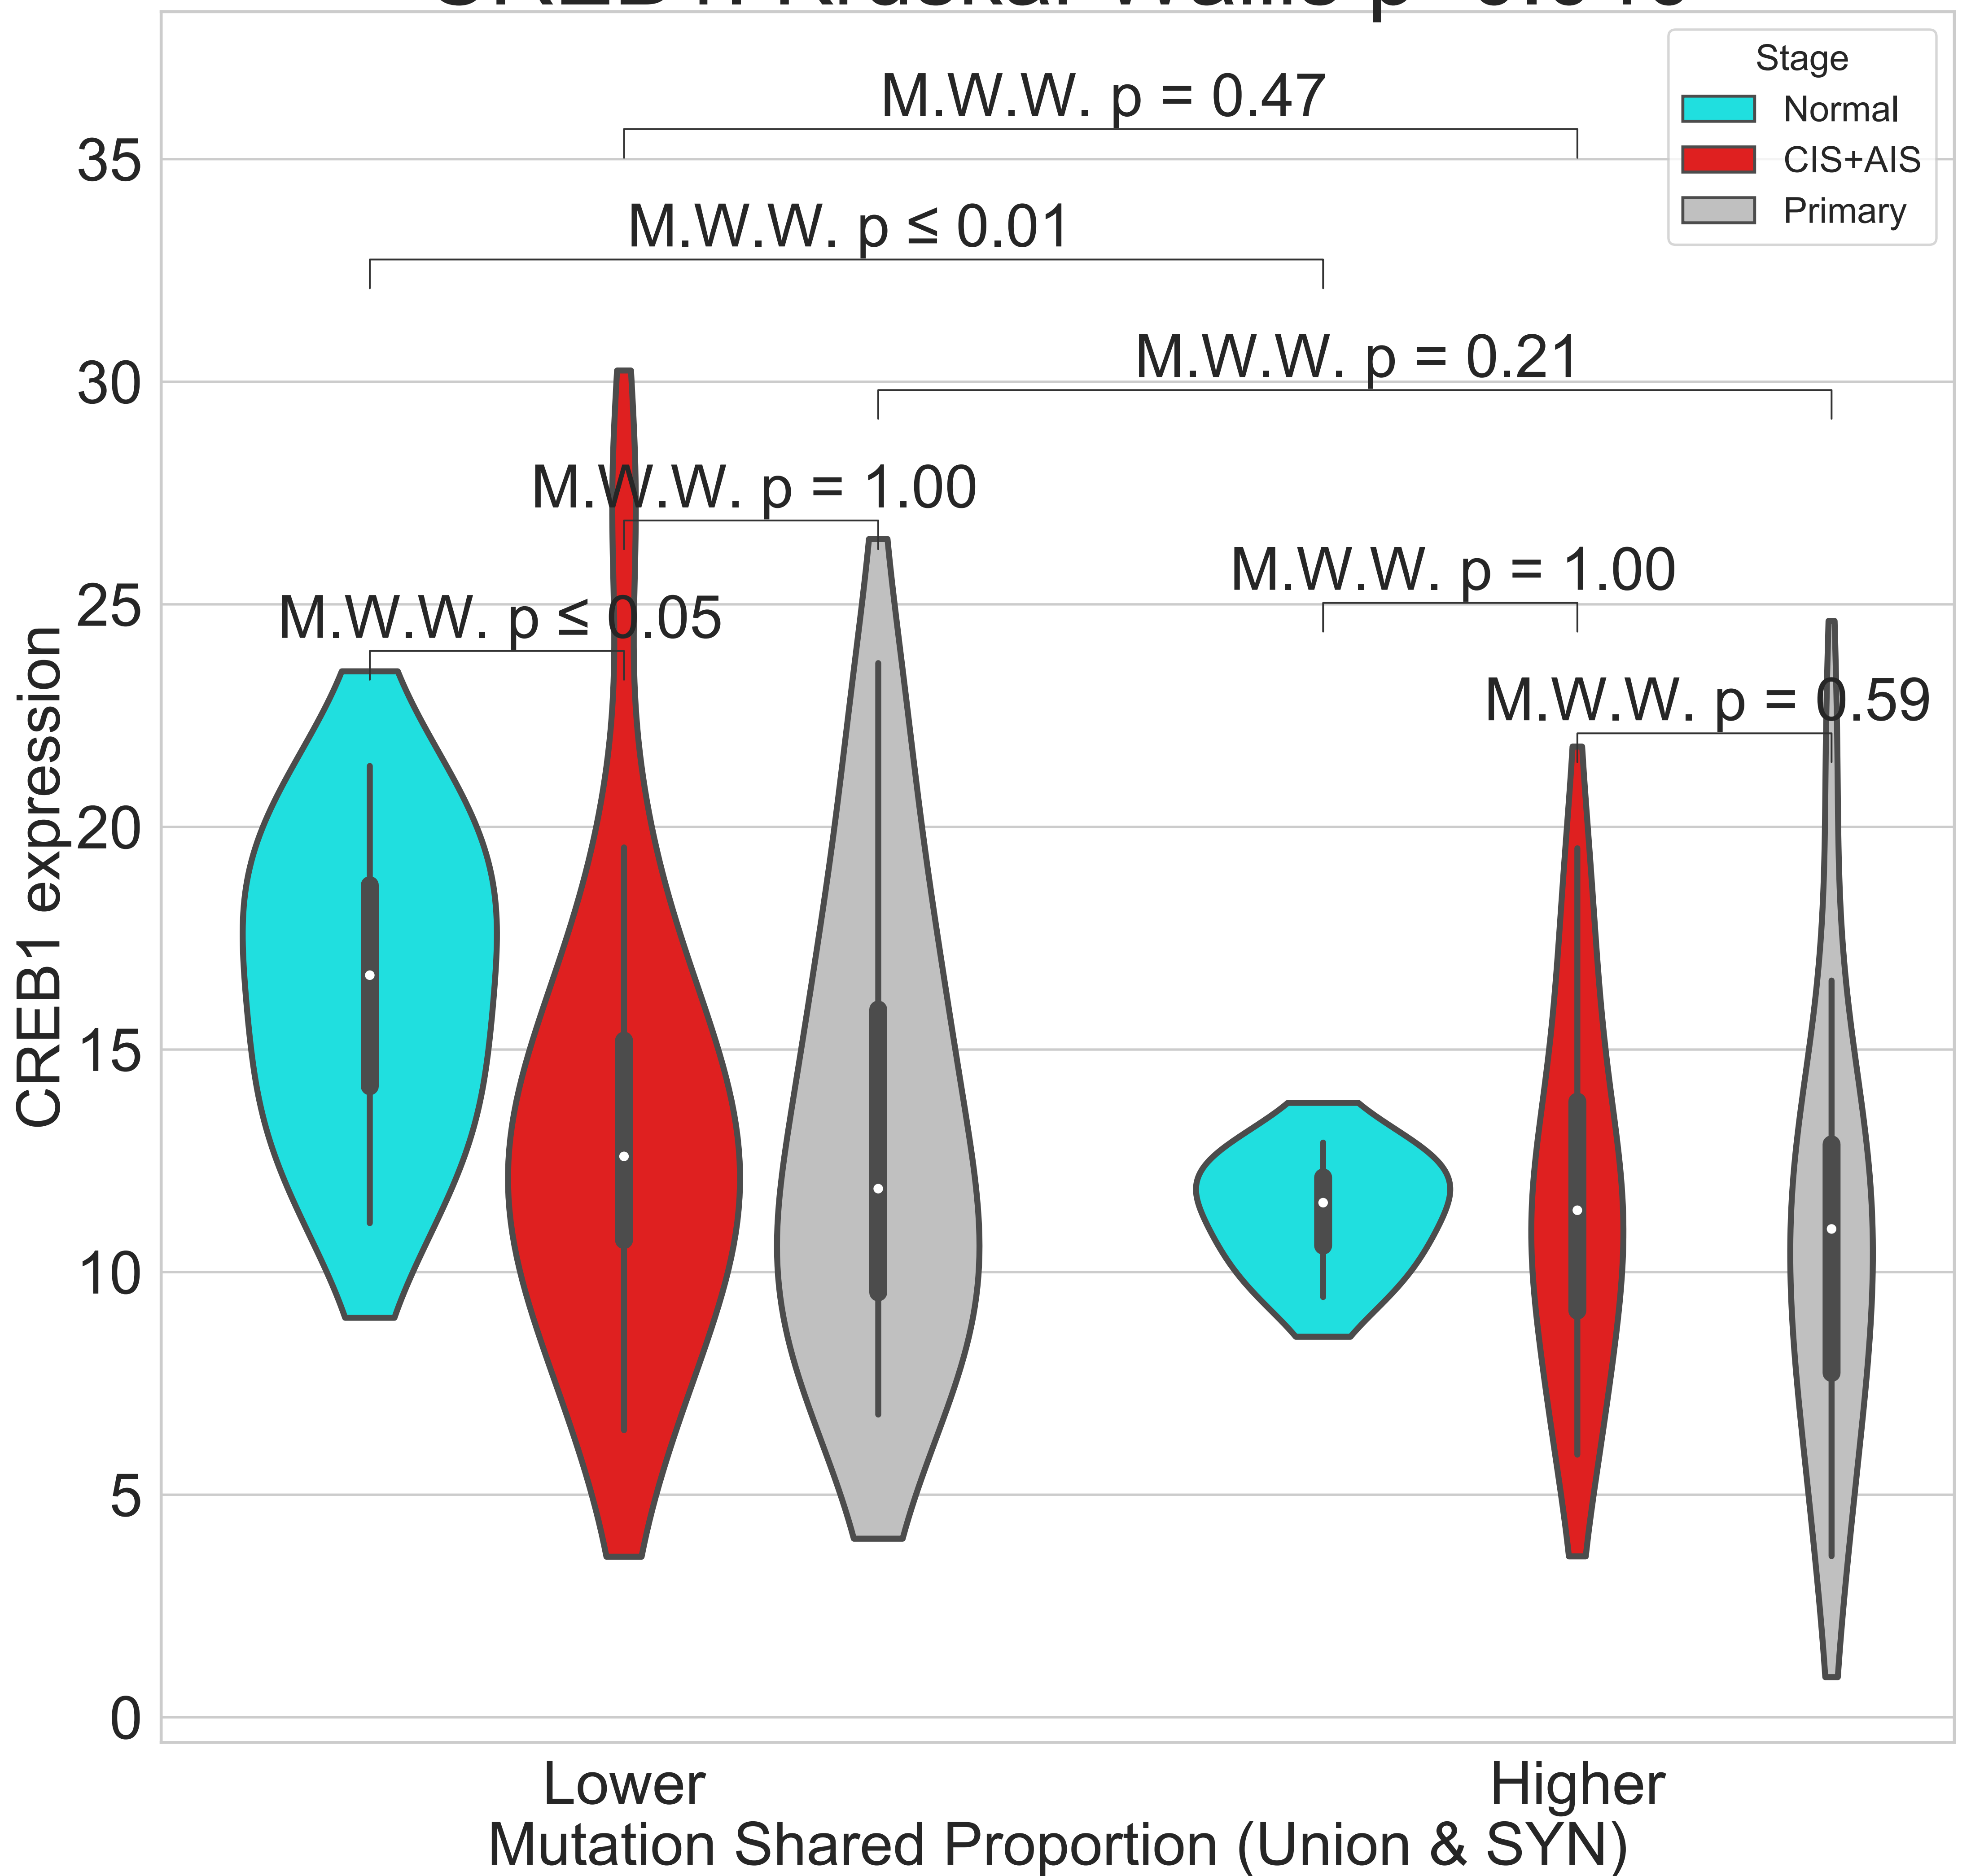 Stage
Normal
CIS+AIS
Primary
M.W.W. p = 0.47
M.W.W. p ≤ 0.01
M.W.W. p = 0.21
M.W.W. p = 1.00
M.W.W. p = 1.00
M.W.W. p ≤ 0.05
M.W.W. p = 0.59
35
30
25
20
15
10
5
0
CREB1 expression
Lower
Higher
Mutation Shared Proportion (Union & SYN)